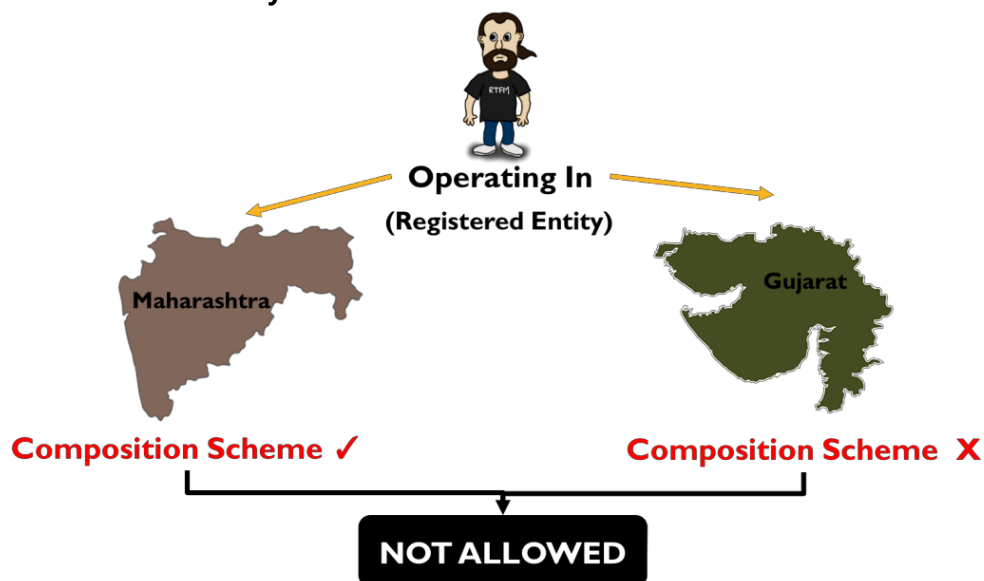 RTFM
Operating In
(Registered Entity)
Maharashtra
Gujarat
Composition Scheme ✓
Composition Scheme X
NOT ALLOWED